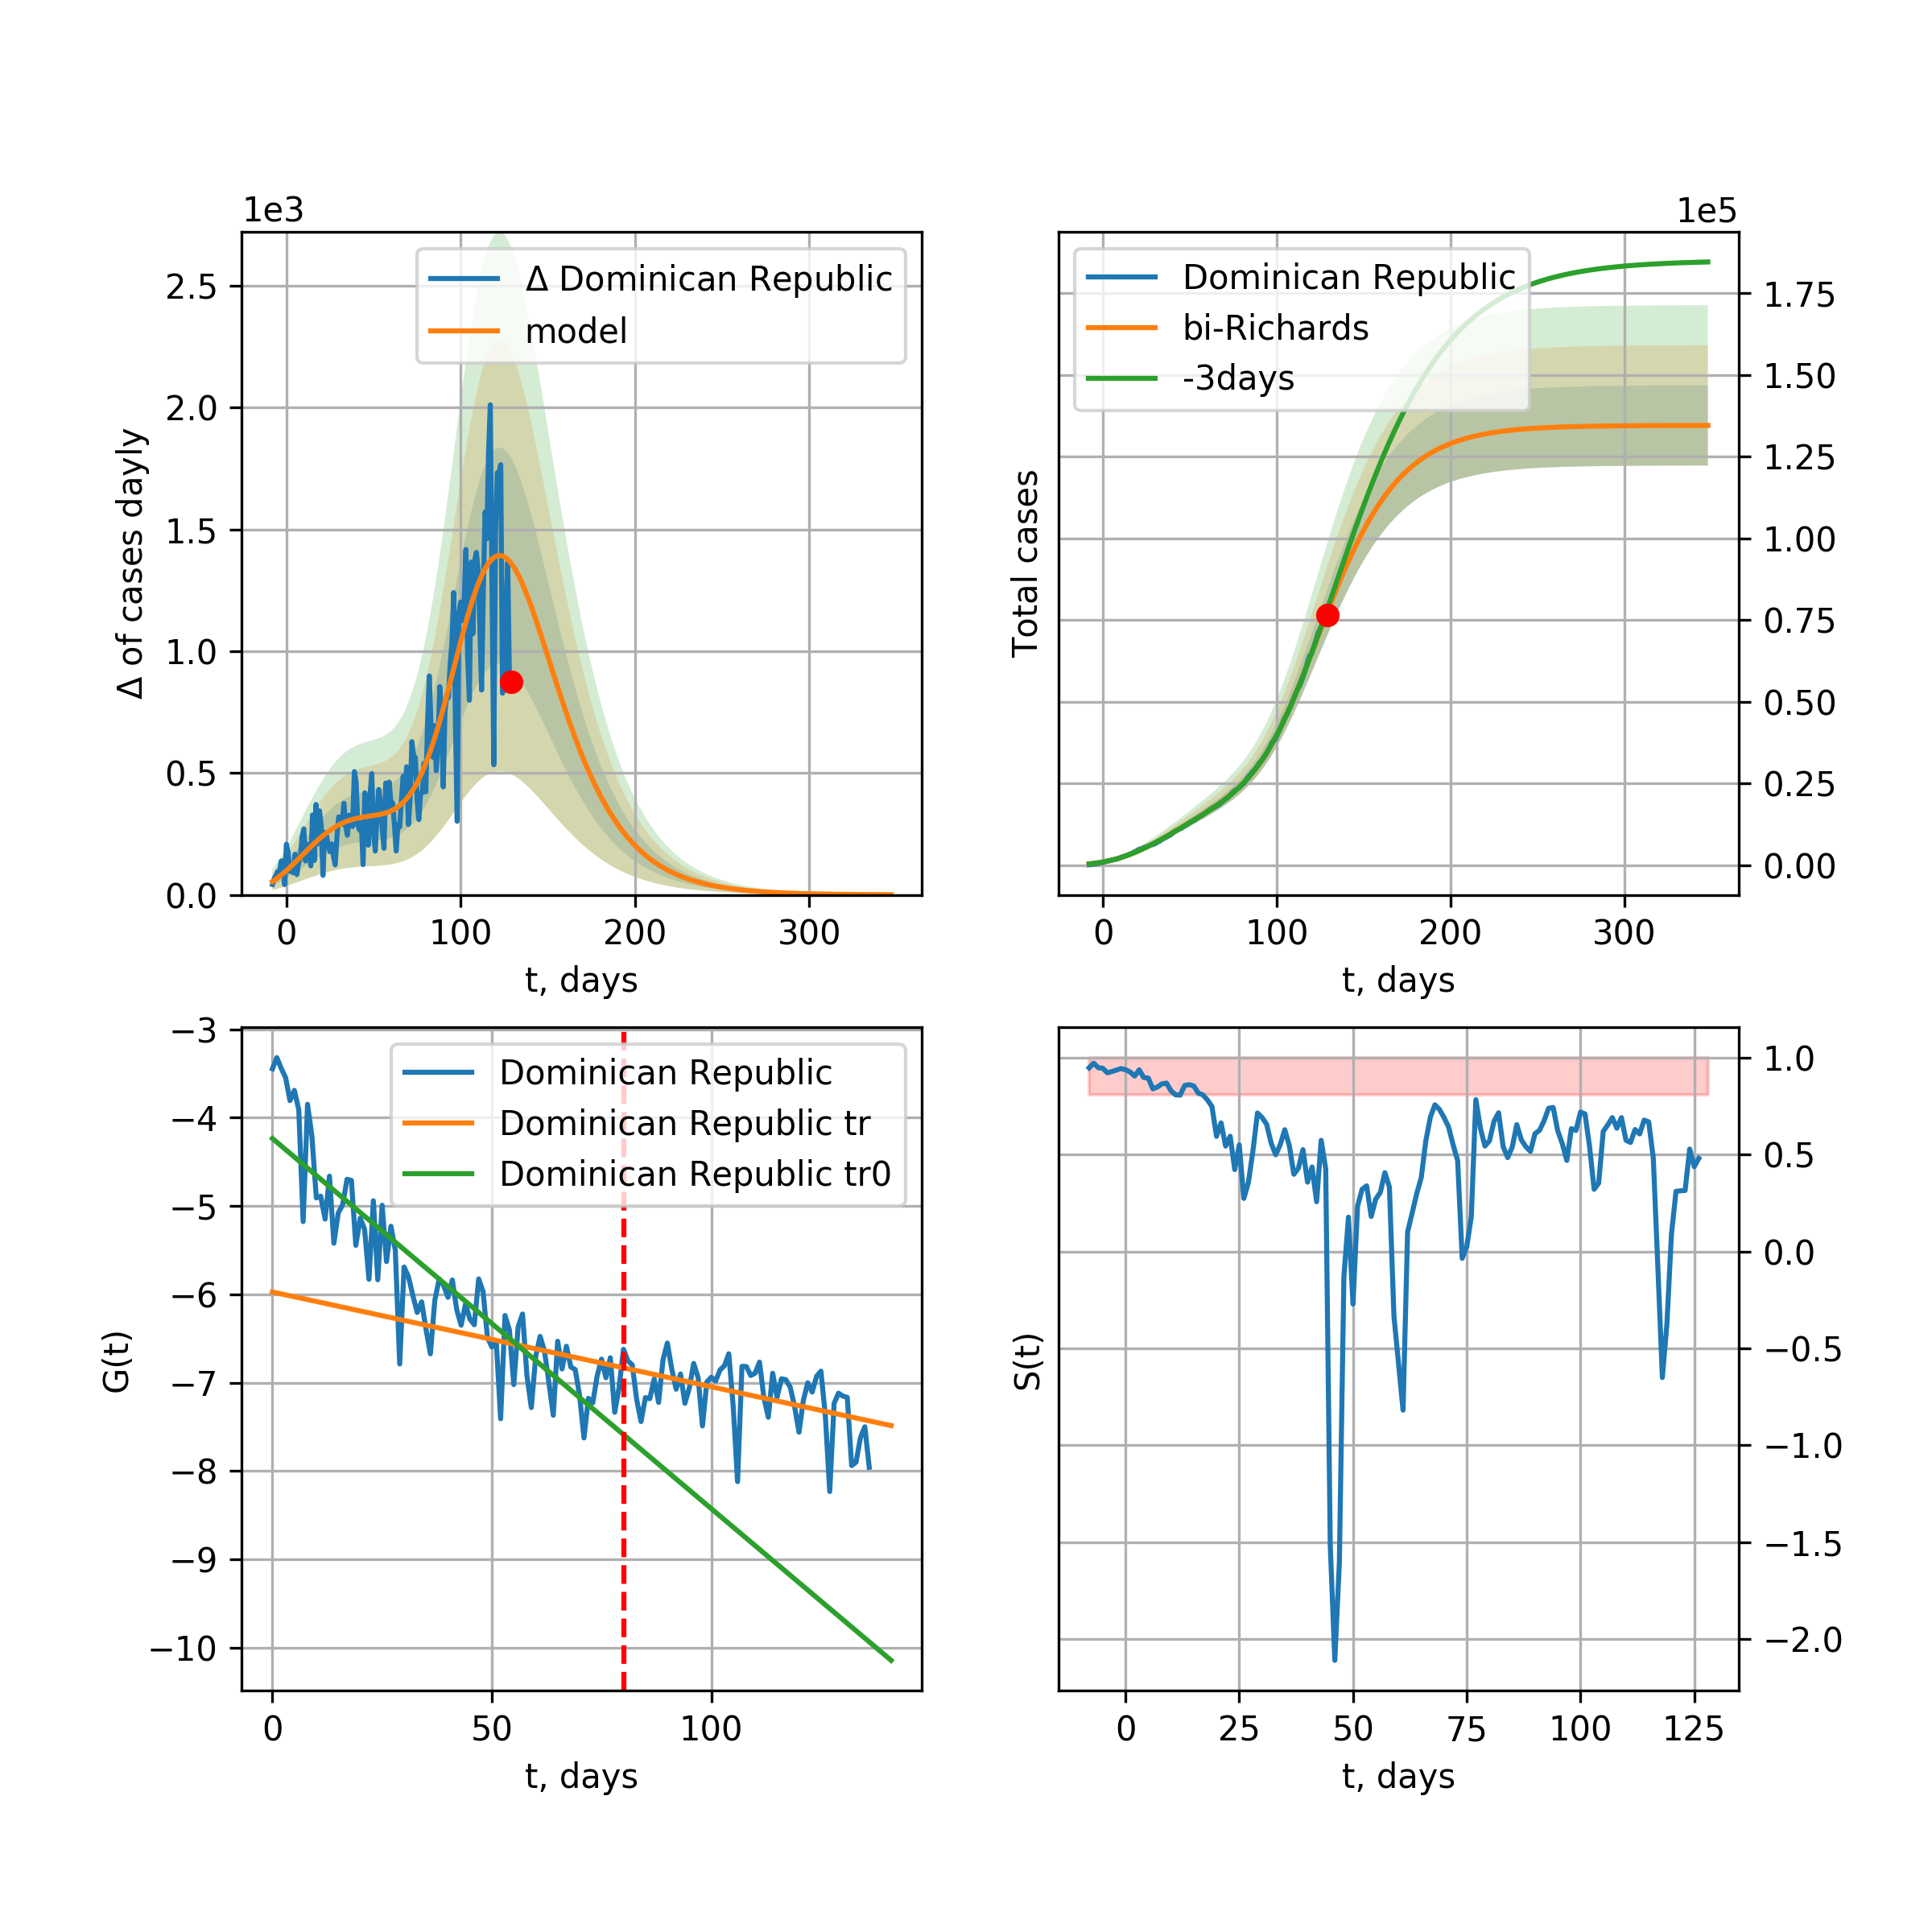 1e3
2.5
2.0
1.5
1.0
0.5
0.0
Δ of cases dayly
Δ Dominican Republic
model
0 100 200 300
t, days
1e5
1.75
1.50
1.25
1.00
0.75
0.50
0.25
0.00
Total cases
Dominican Republic
bi-Richards
-3days
0 100 200 300
t, days
−3
−4
−5
−6
−7
−8
−9
−10
G(t)
Dominican Republic
Dominican Republic tr
Dominican Republic tr0
0 50 100
t, days
1.0
0.5
0.0
−0.5
−1.0
−1.5
−2.0
S(t)
0 25 50 75 100 125
t, days